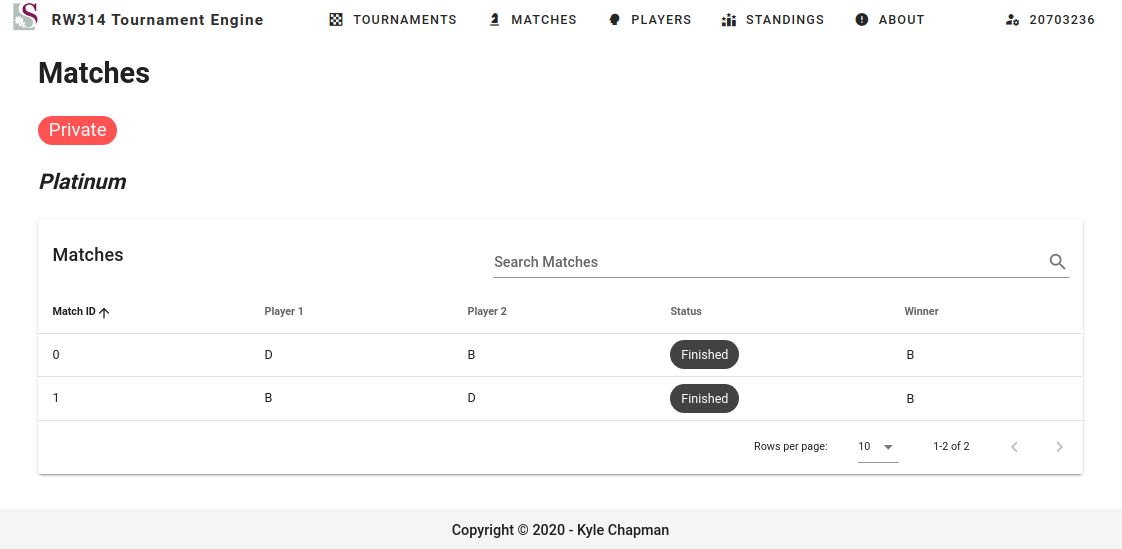 RW314 Tournament Engine TOURNAMENTS MATCHES PLAYERS STANDINGS ABOUT 20703236
Matches
Private
Platinum
Matches
Search Matches
Match ID Player 1 Player 2 Status Winner
0 D B Finished B
1 B D Finished B
Rows per page: 10 1-2 of 2
Copyright © 2020 - Kyle Chapman